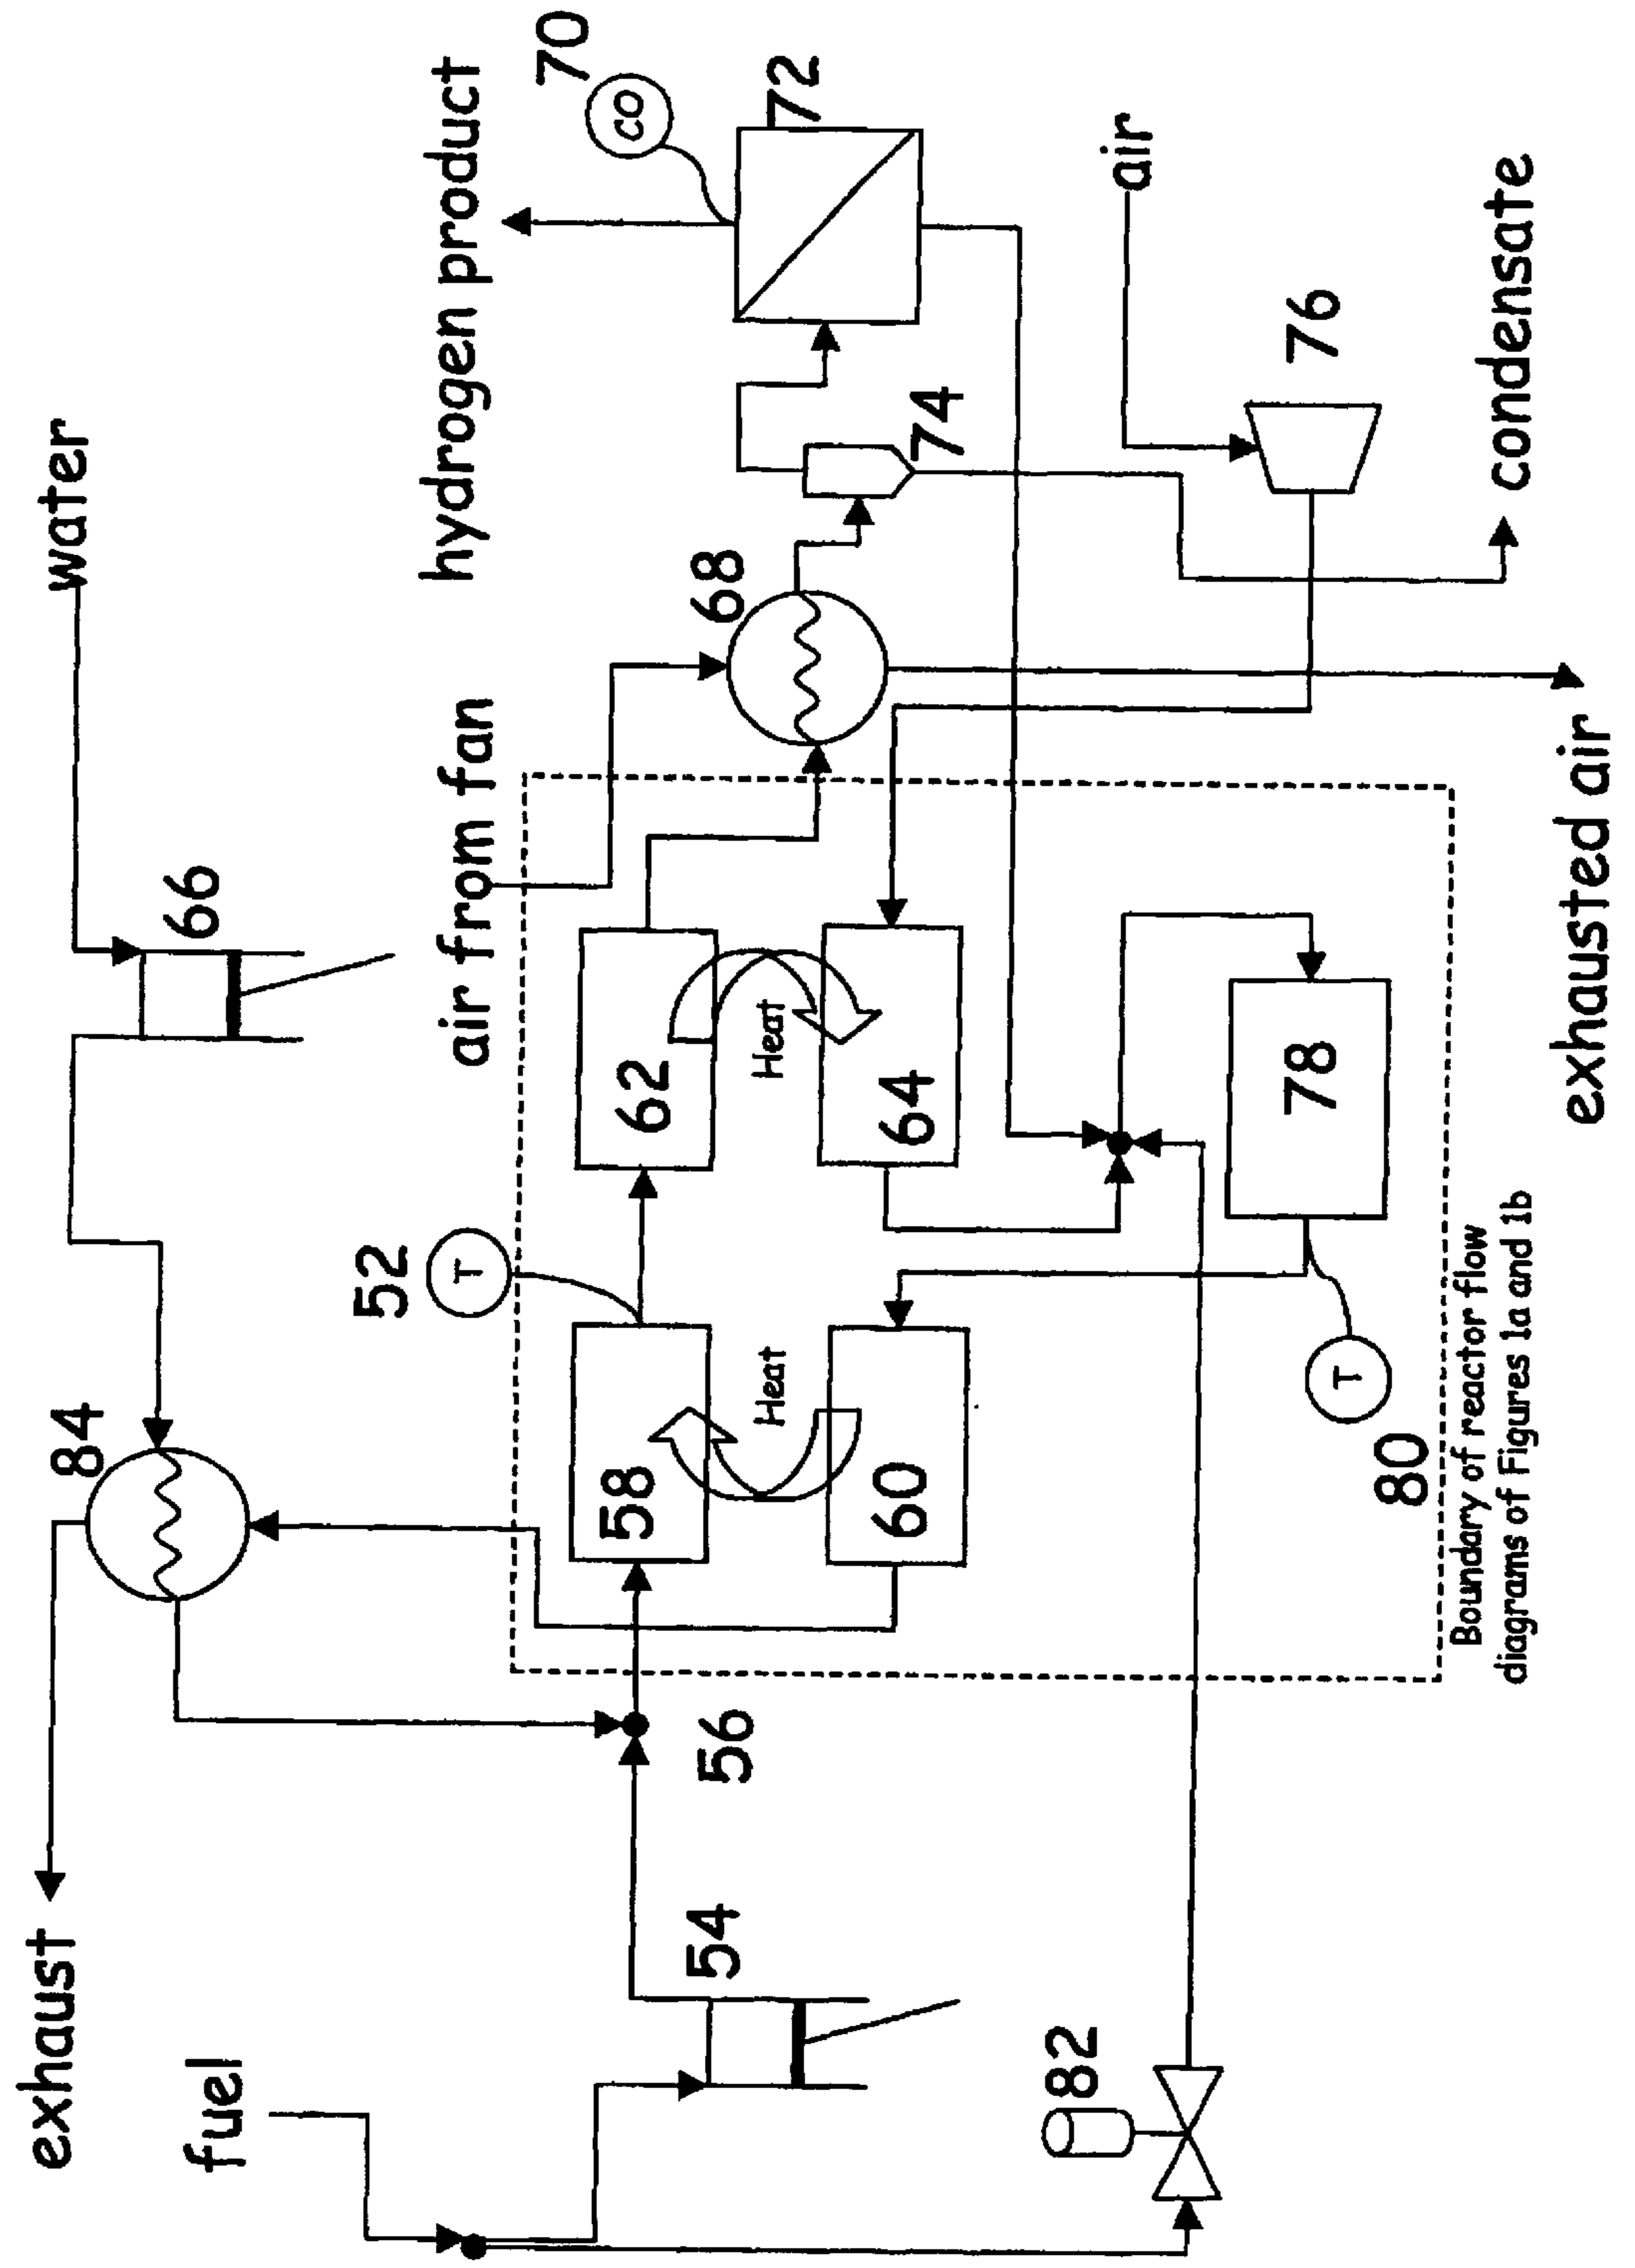 exhaust
fuel
84
water
66
54
56
52
T
58
60
Heat
62
64
Heat
air from fan
68
hydrogen product
70
CO
72
74
air
76
condensate
78
T
80
82
Boundary of reactor flow
diagrams of Figures 1a and 1b
exhausted air